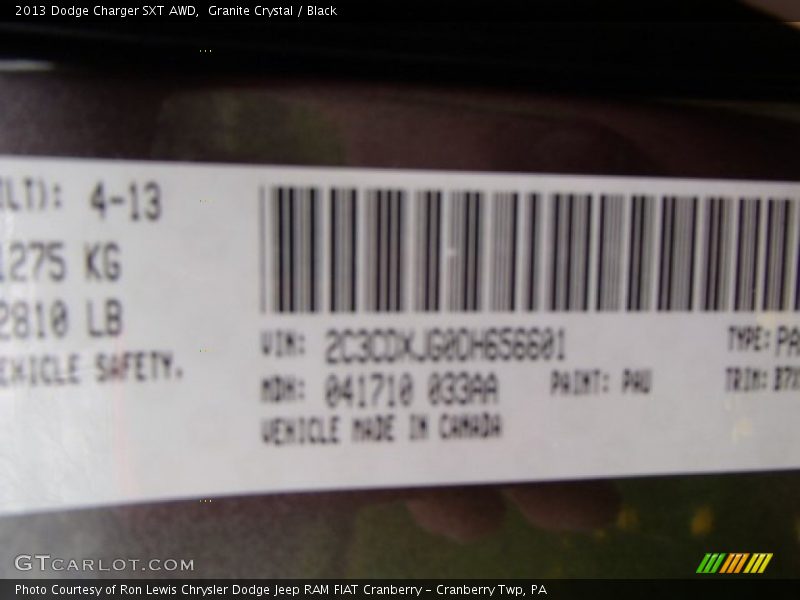 2013 Dodge Charger SXT AWD, Granite Crystal / Black
ILT): 4-13
1275 KG
2810 LB
EHICLE SAFETY.
VIN: 2C3CDXJG0DH656601
MDH: 041710 033AA
PAINT: PAU
VEHICLE MADE IN CANADA
TYPE: PA
TRIM: B7X
GTCARLOT.COM
Photo Courtesy of Ron Lewis Chrysler Dodge Jeep RAM FIAT Cranberry – Cranberry Twp, PA